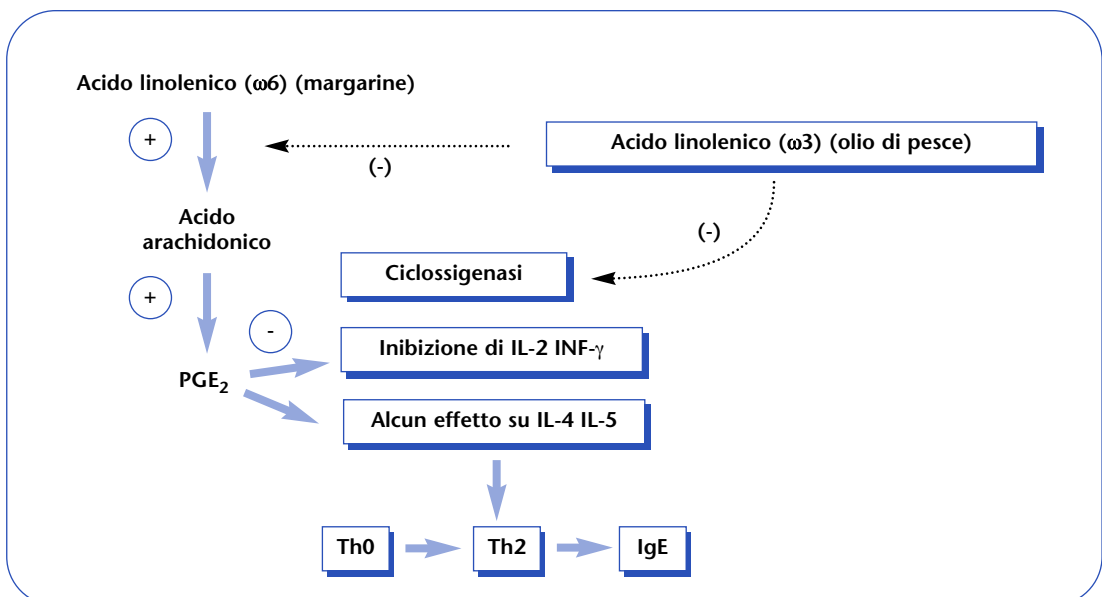 Acido linolenico (ω6) (margarine)
+
Acido linolenico (ω3) (olio di pesce)
(-)
Acido
arachidonico
(-)
Ciclossigenasi
+
-
Inibizione di IL-2 INF-γ
PGE₂
Alcun effetto su IL-4 IL-5
Th0
Th2
IgE